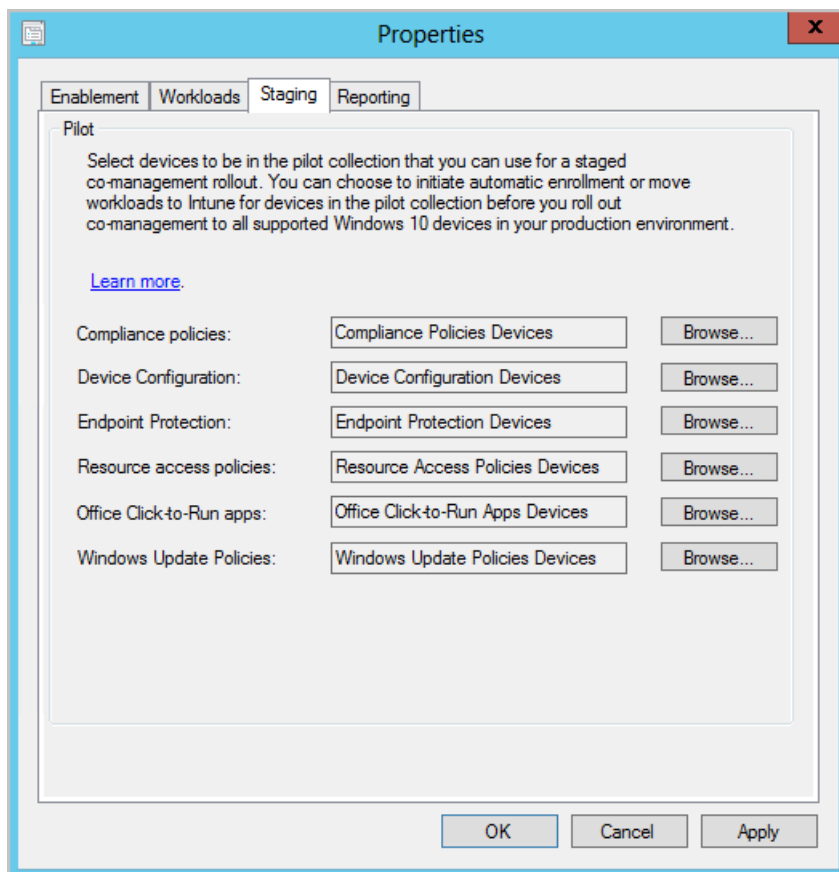 Properties
x
Enablement Workloads Staging Reporting
Pilot
Select devices to be in the pilot collection that you can use for a staged
co-management rollout. You can choose to initiate automatic enrollment or move
workloads to Intune for devices in the pilot collection before you roll out
co-management to all supported Windows 10 devices in your production environment.
Learn more.
Compliance policies: Compliance Policies Devices Browse...
Device Configuration: Device Configuration Devices Browse...
Endpoint Protection: Endpoint Protection Devices Browse...
Resource access policies: Resource Access Policies Devices Browse...
Office Click-to-Run apps: Office Click-to-Run Apps Devices Browse...
Windows Update Policies: Windows Update Policies Devices Browse...
OK Cancel Apply